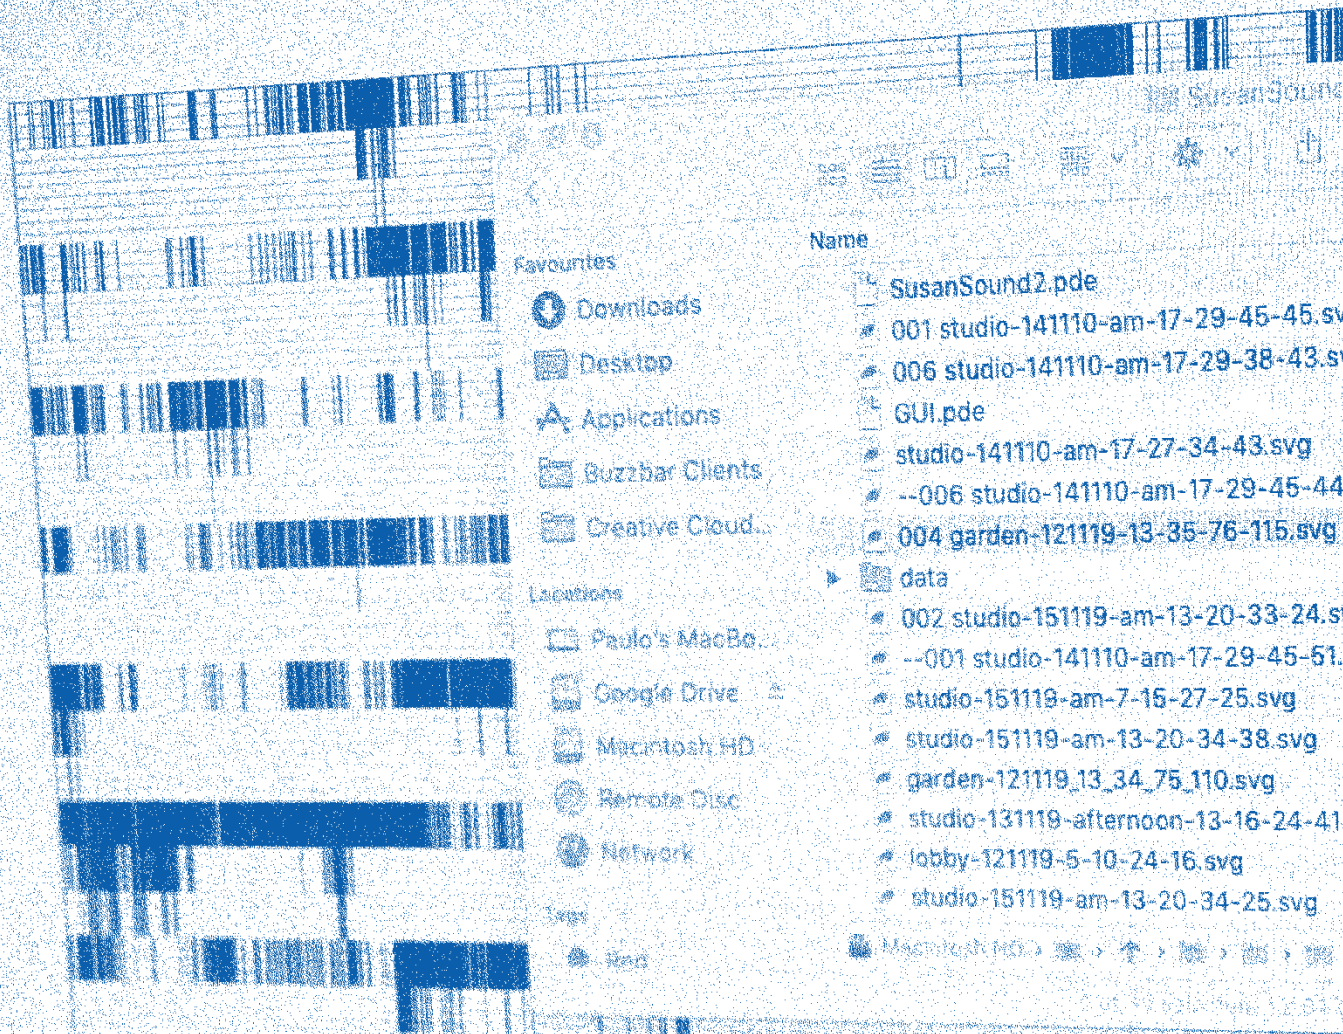 SusanSound
Name
Favourites
Downloads
Desktop
Applications
Buzzbar Clients
Creative Cloud...
Locations
Paulo's MacBo...
Google Drive
Macintosh HD
Remote Disc
Network
Tags
Red
SusanSound2.pde
001 studio-141110-am-17-29-45-45.sv
006 studio-141110-am-17-29-38-43.sv
GUI.pde
studio-141110-am-17-27-34-43.svg
--006 studio-141110-am-17-29-45-44
004 garden-121119-13-35-76-115.svg
data
002 studio-151119-am-13-20-33-24.s
--001 studio-141110-am-17-29-45-51.
studio-151119-am-7-15-27-25.svg
studio-151119-am-13-20-34-38.svg
garden-121119_13_34_75_110.svg
studio-131119-afternoon-13-16-24-41
lobby-121119-5-10-24-16.svg
studio-151119-am-13-20-34-25.svg
Macintosh HD